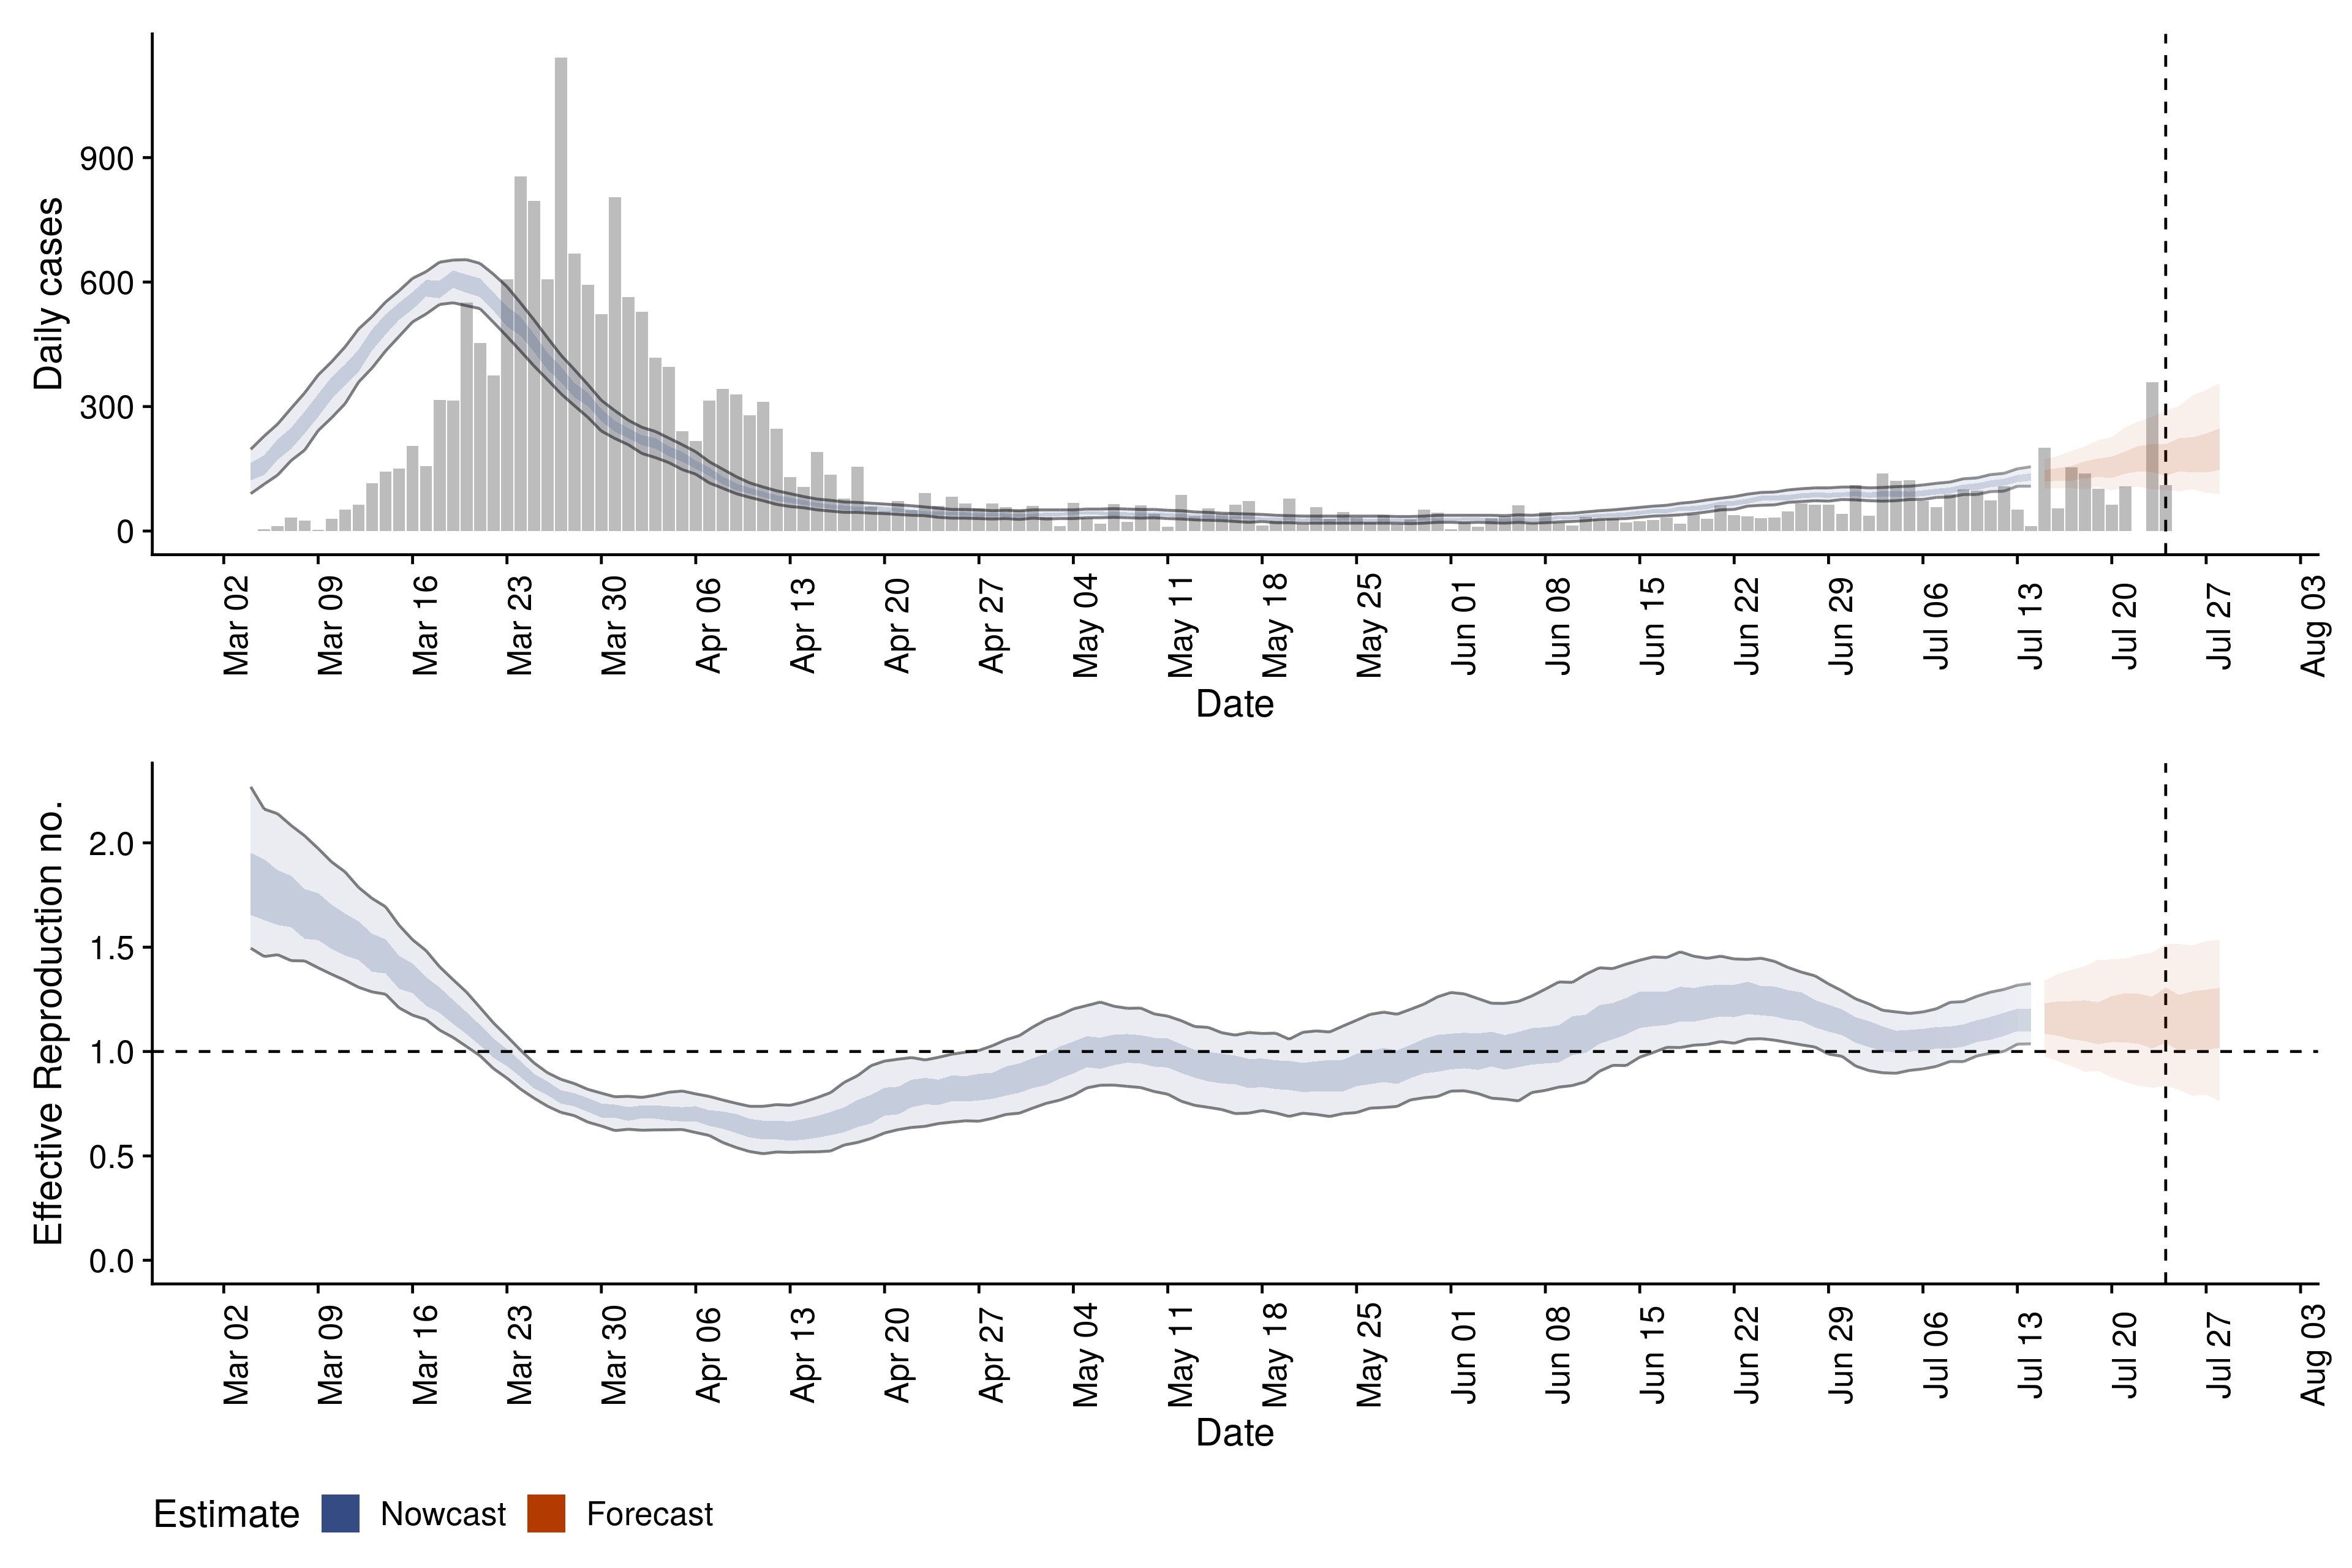 Daily cases
900
600
300
0
Mar 02 Mar 09 Mar 16 Mar 23 Mar 30 Apr 06 Apr 13 Apr 20 Apr 27 May 04 May 11 May 18 May 25 Jun 01 Jun 08 Jun 15 Jun 22 Jun 29 Jul 06 Jul 13 Jul 20 Jul 27 Aug 03
Date
Effective Reproduction no.
2.0
1.5
1.0
0.5
0.0
Mar 02 Mar 09 Mar 16 Mar 23 Mar 30 Apr 06 Apr 13 Apr 20 Apr 27 May 04 May 11 May 18 May 25 Jun 01 Jun 08 Jun 15 Jun 22 Jun 29 Jul 06 Jul 13 Jul 20 Jul 27 Aug 03
Date
Estimate Nowcast Forecast